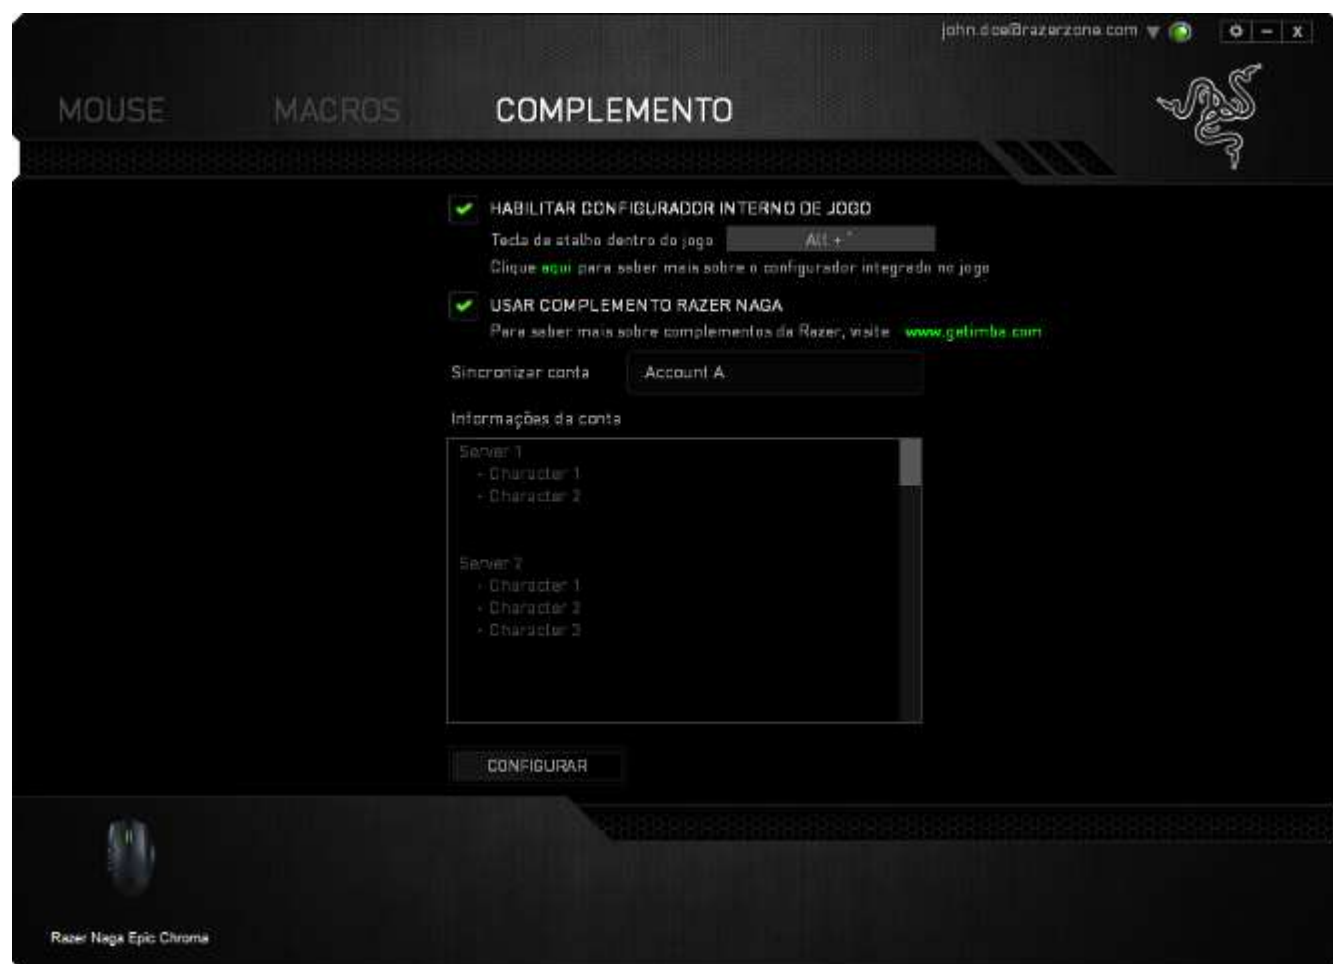 john.doe@razerzone.com
MOUSE MACROS COMPLEMENTO
HABILITAR CONFIGURADOR INTERNO DE JOGO
Tecla de atalho dentro do jogo Alt + `
Clique aqui para saber mais sobre o configurador integrado no jogo
USAR COMPLEMENTO RAZER NAGA
Para saber mais sobre complementos da Razer, visite www.getimba.com
Sincronizar conta Account A
Informações da conta
Server 1
- Character 1
- Character 2
Server 2
- Character 1
- Character 2
- Character 3
CONFIGURAR
Razer Naga Epic Chroma